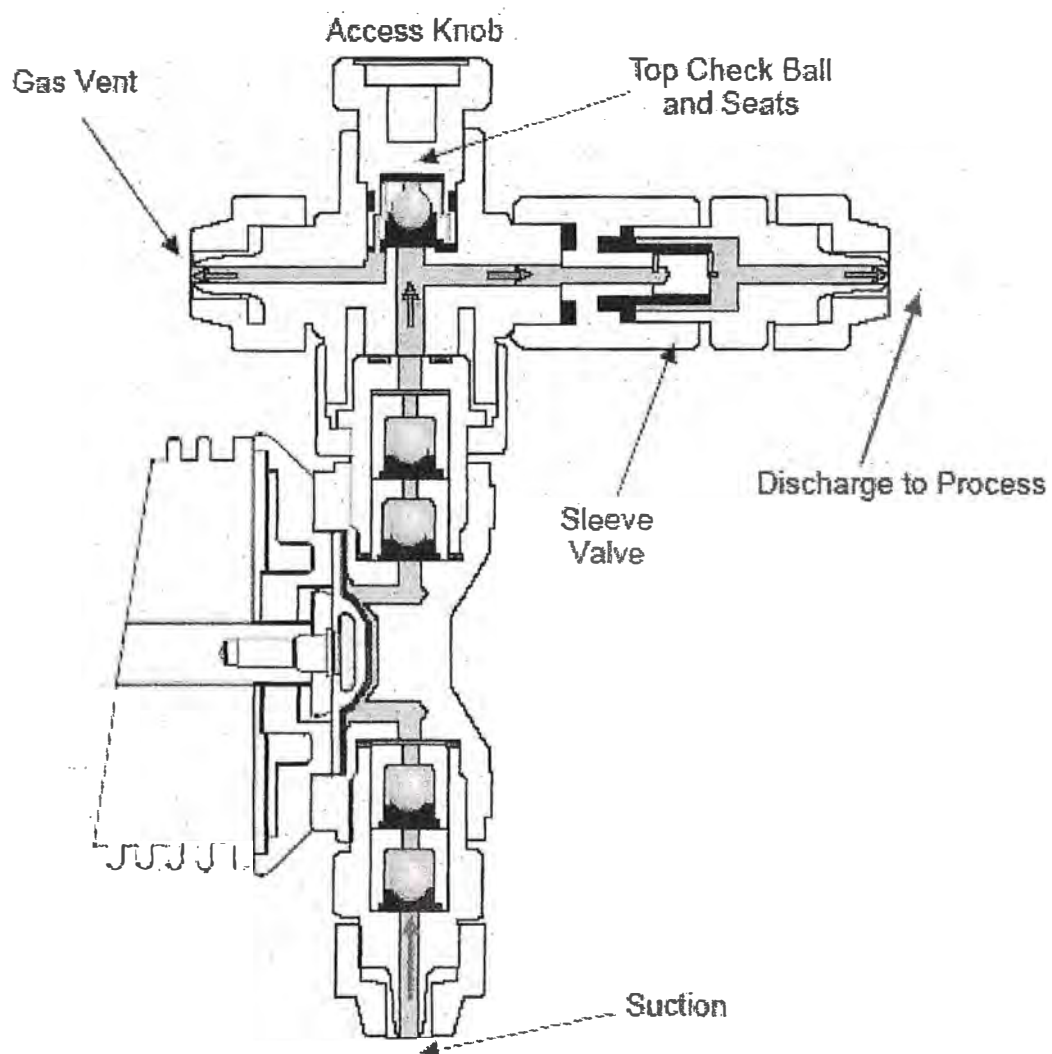 Access Knob
Gas Vent
Top Check Ball
and Seats
Discharge to Process
Sleeve
Valve
Suction